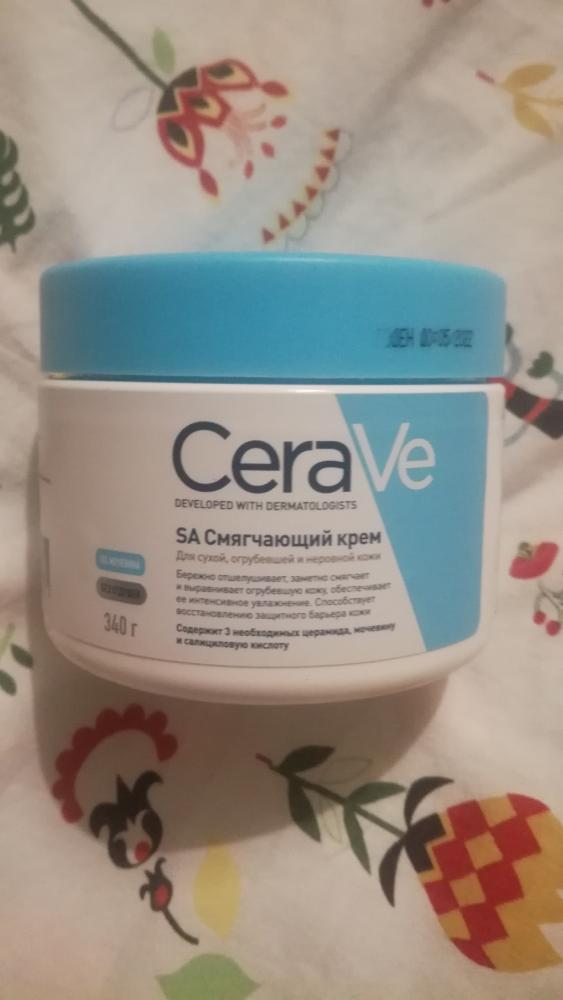 CeraVe
DEVELOPED WITH DERMATOLOGISTS
SA Смягчающий крем
Для сухой, огрубевшей и неровной кожи
Бережно отшелушивает, заметно смягчает
и выравнивает огрубевшую кожу, обеспечивает
ее интенсивное увлажнение. Способствует
восстановлению защитного барьера кожи
Содержит 3 необходимых церамида, мочевину
и салициловую кислоту
МОЧЕВИНА
340 г